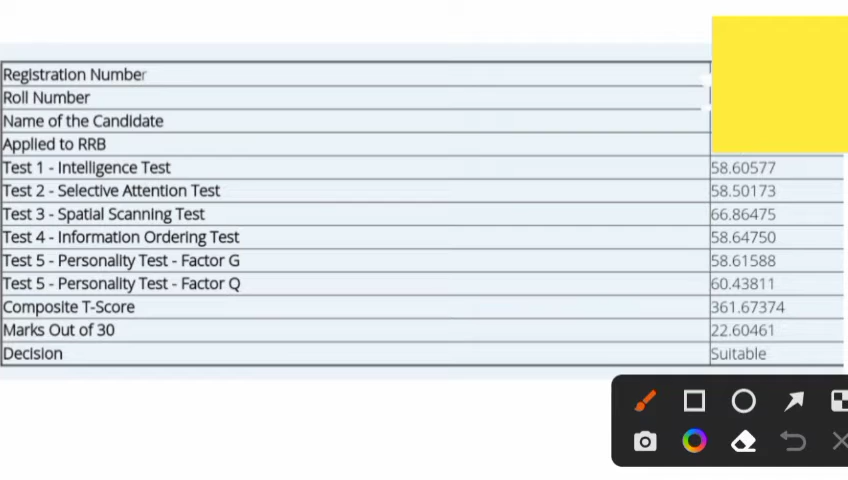 Registration Number
Roll Number
Name of the Candidate
Applied to RRB
Test 1 - Intelligence Test 58.60577
Test 2 - Selective Attention Test 58.50173
Test 3 - Spatial Scanning Test 66.86475
Test 4 - Information Ordering Test 58.64750
Test 5 - Personality Test - Factor G 58.61588
Test 5 - Personality Test - Factor Q 60.43811
Composite T-Score 361.67374
Marks Out of 30 22.60461
Decision Suitable